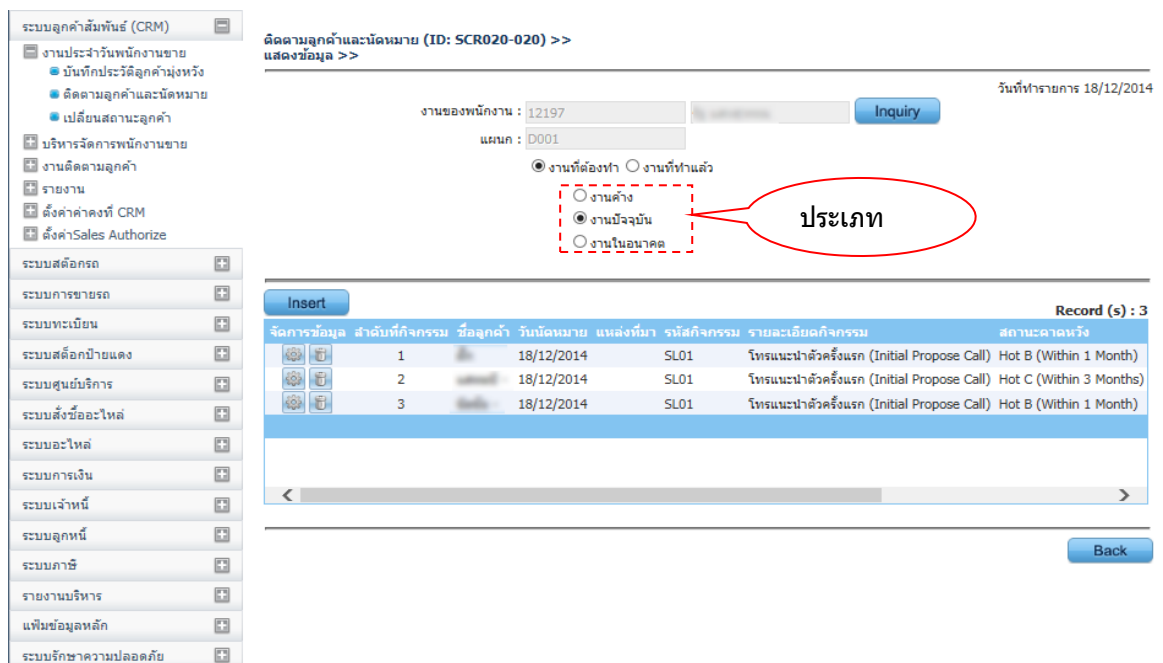 ระบบลูกค้าสัมพันธ์ (CRM)
งานประจำวันพนักงานขาย
บันทึกประวัติลูกค้ามุ่งหวัง
ติดตามลูกค้าและนัดหมาย
เปลี่ยนสถานะลูกค้า
บริหารจัดการพนักงานขาย
งานติดตามลูกค้า
รายงาน
ตั้งค่าค่าคงที่ CRM
ตั้งค่าSales Authorize
ระบบสต๊อกรถ
ระบบการขายรถ
ระบบทะเบียน
ระบบสต็อกป้ายแดง
ระบบศูนย์บริการ
ระบบสั่งซื้ออะไหล่
ระบบอะไหล่
ระบบการเงิน
ระบบเจ้าหนี้
ระบบลูกหนี้
ระบบภาษี
รายงานบริหาร
แฟ้มข้อมูลหลัก
ระบบรักษาความปลอดภัย
ติดตามลูกค้าและนัดหมาย (ID: SCR020-020) >>
แสดงข้อมูล >>
วันที่ทำรายการ 18/12/2014
งานของพนักงาน : 12197 Inquiry
แผนก : D001
งานที่ต้องทำ งานที่ทำแล้ว
งานค้าง
งานปัจจุบัน
งานในอนาคต
ประเภท
Insert
Record (s) : 3
จัดการข้อมูล ลำดับที่กิจกรรม ชื่อลูกค้า วันนัดหมาย แหล่งที่มา รหัสกิจกรรม รายละเอียดกิจกรรม สถานะคาดหวัง
1 18/12/2014 SL01 โทรแนะนำตัวครั้งแรก (Initial Propose Call) Hot B (Within 1 Month)
2 18/12/2014 SL01 โทรแนะนำตัวครั้งแรก (Initial Propose Call) Hot C (Within 3 Months)
3 18/12/2014 SL01 โทรแนะนำตัวครั้งแรก (Initial Propose Call) Hot B (Within 1 Month)
Back